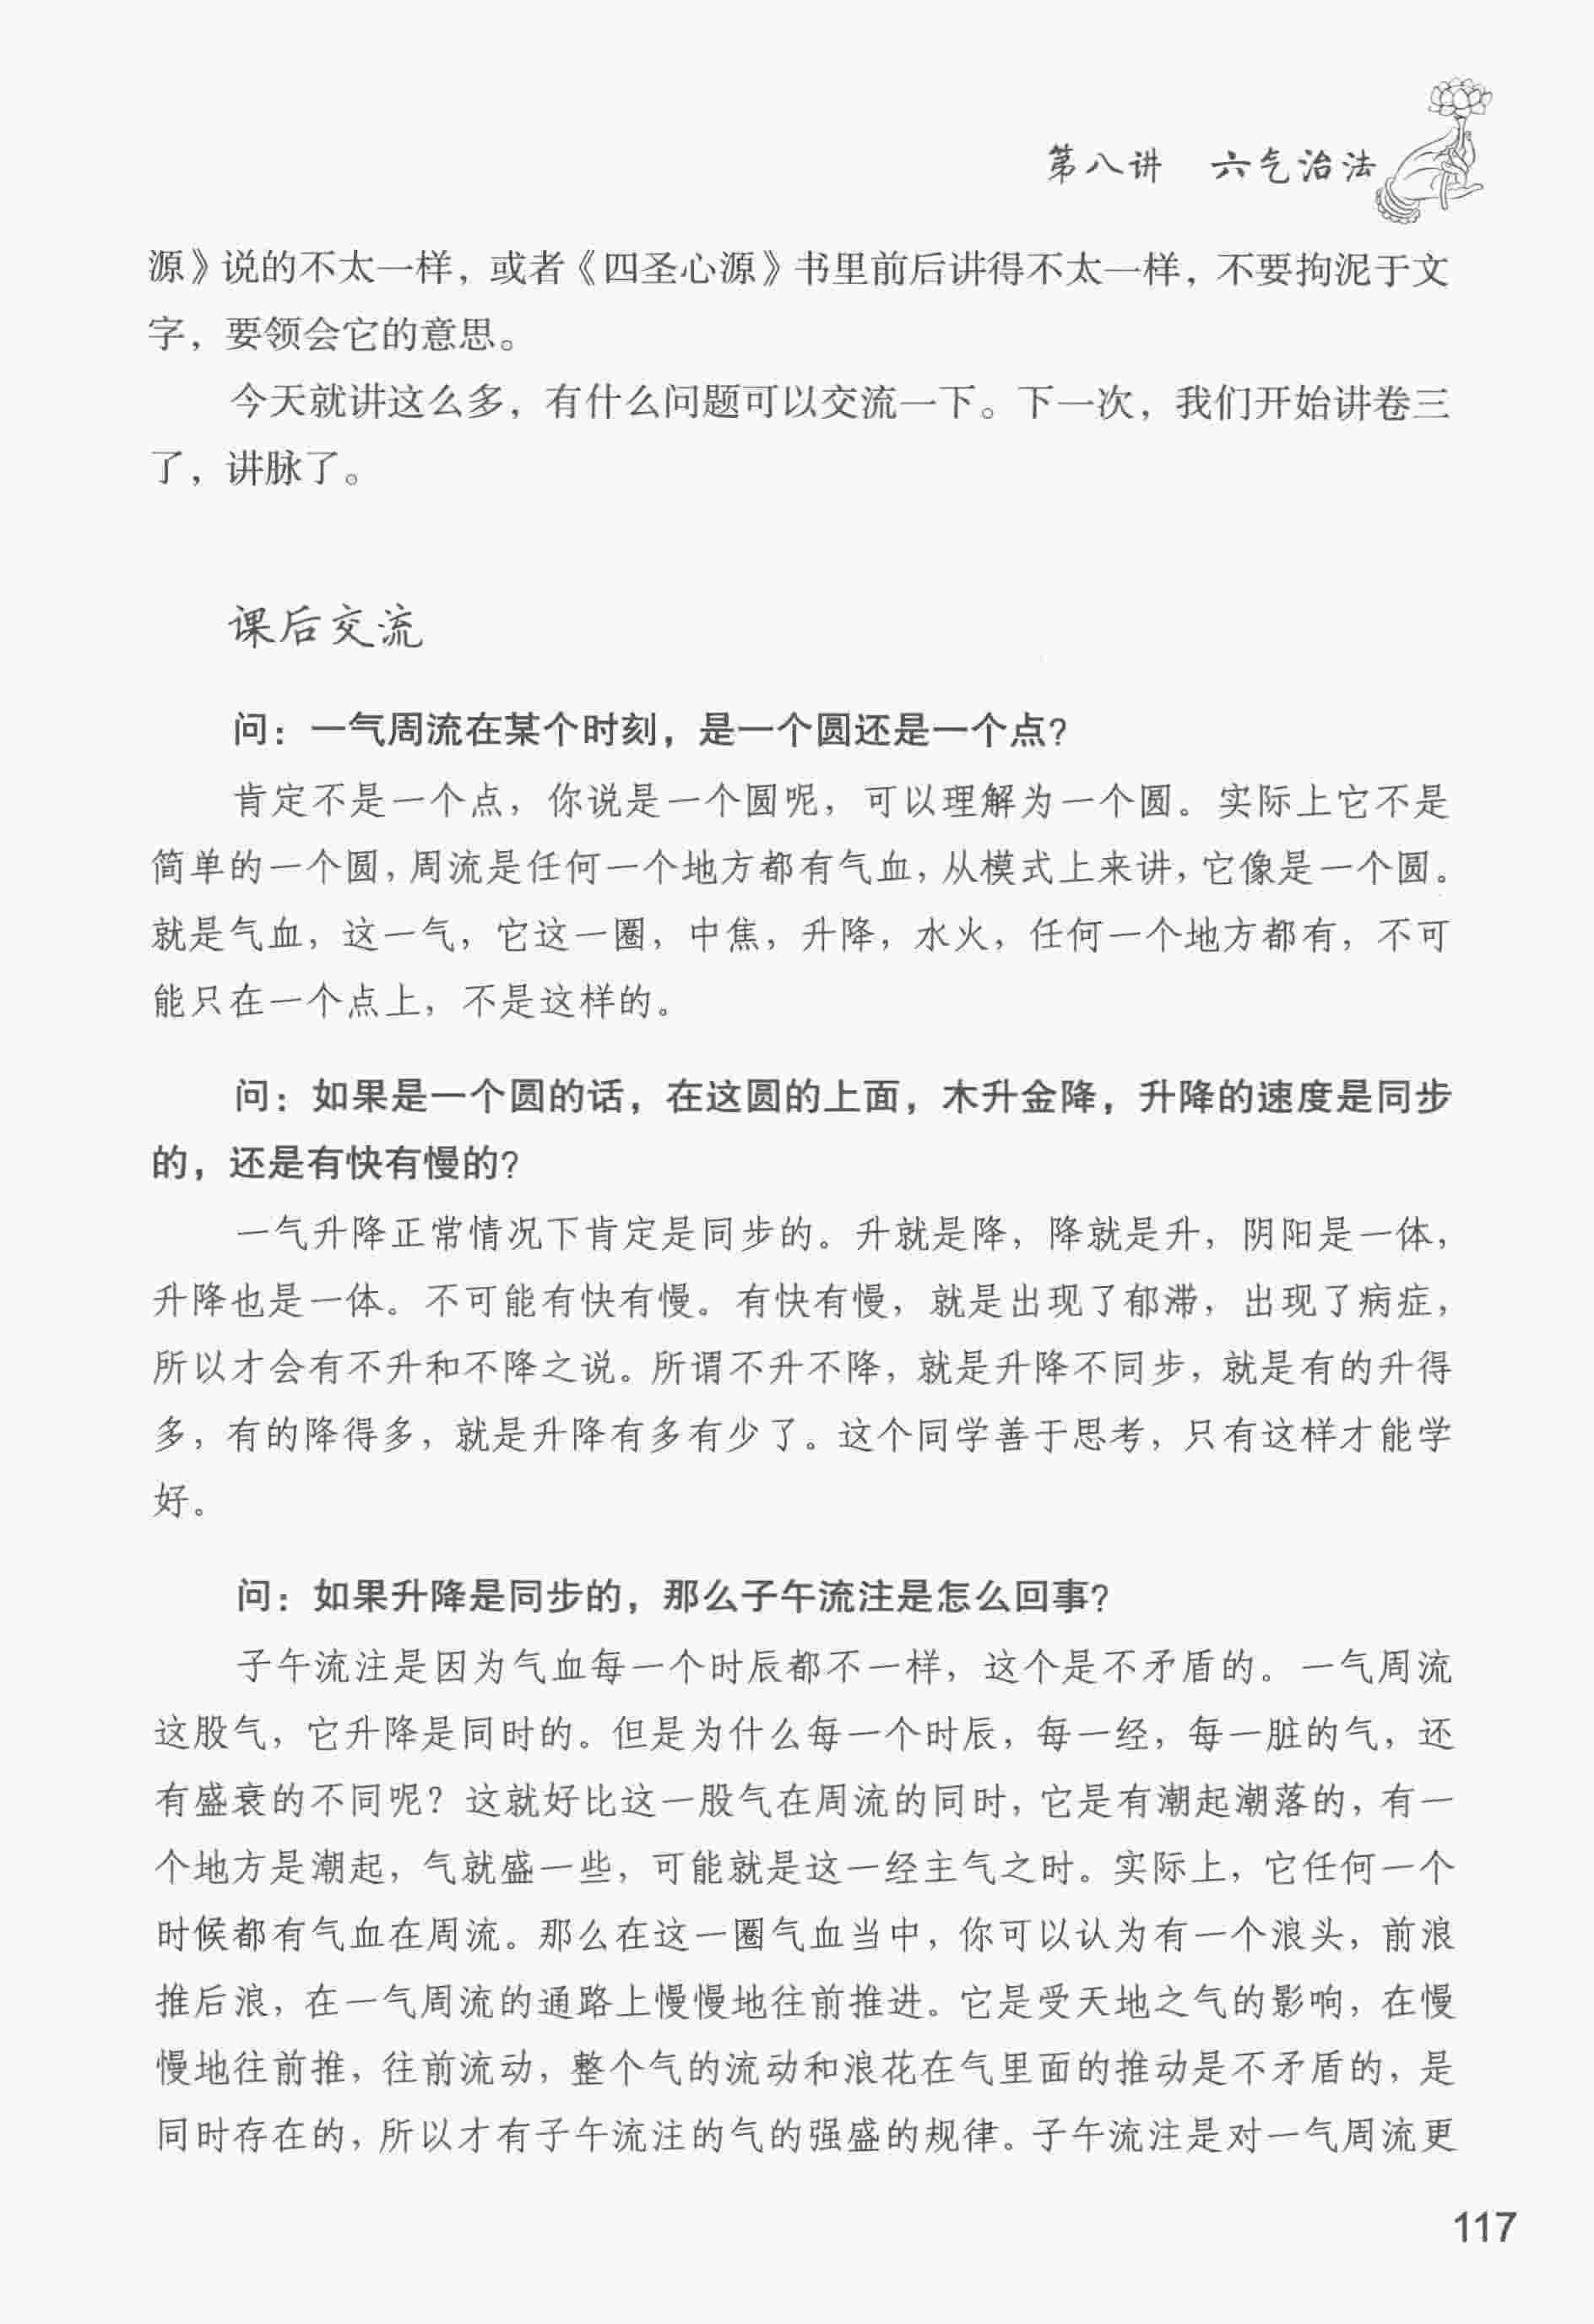 第八讲 六气治法
源》说的不太一样，或者《四圣心源》书里前后讲得不太一样，不要拘泥于文
字，要领会它的意思。
今天就讲这么多，有什么问题可以交流一下。下一次，我们开始讲卷三
了，讲脉了。
课后交流
问：一气周流在某个时刻，是一个圆还是一个点?
肯定不是一个点，你说是一个圆呢，可以理解为一个圆。实际上它不是
简单的一个圆，周流是任何一个地方都有气血，从模式上来讲，它像是一个圆。
就是气血，这一气，它这一圈，中焦，升降，水火，任何一个地方都有，不可
能只在一个点上，不是这样的。
问：如果是一个圆的话，在这圆的上面，木升金降，升降的速度是同步
的，还是有快有慢的?
一气升降正常情况下肯定是同步的。升就是降，降就是升，阴阳是一体，
升降也是一体。不可能有快有慢。有快有慢，就是出现了郁滞，出现了病症，
所以才会有不升和不降之说。所谓不升不降，就是升降不同步，就是有的升得
多，有的降得多，就是升降有多有少了。这个同学善于思考，只有这样才能学
好。
问：如果升降是同步的，那么子午流注是怎么回事?
子午流注是因为气血每一个时辰都不一样，这个是不矛盾的。一气周流
这股气，它升降是同时的。但是为什么每一个时辰，每一经，每一脏的气，还
有盛衰的不同呢？这就好比这一股气在周流的同时，它是有潮起潮落的，有一
个地方是潮起，气就盛一些，可能就是这一经主气之时。实际上，它任何一个
时候都有气血在周流。那么在这一圈气血当中，你可以认为有一个浪头，前浪
推后浪，在一气周流的通路上慢慢地往前推进。它是受天地之气的影响，在慢
慢地往前推，往前流动，整个气的流动和浪花在气里面的推动是不矛盾的，是
同时存在的，所以才有子午流注的气的强盛的规律。子午流注是对一气周流更
117